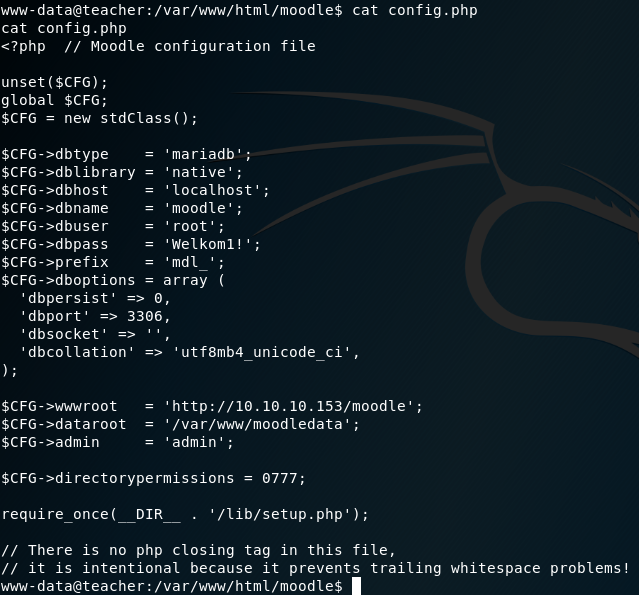 www-data@teacher:/var/www/html/moodle$ cat config.php
cat config.php
<?php  // Moodle configuration file

unset($CFG);
global $CFG;
$CFG = new stdClass();

$CFG->dbtype    = 'mariadb';
$CFG->dblibrary = 'native';
$CFG->dbhost    = 'localhost';
$CFG->dbname    = 'moodle';
$CFG->dbuser    = 'root';
$CFG->dbpass    = 'Welkom1!';
$CFG->prefix    = 'mdl_';
$CFG->dboptions = array (
  'dbpersist' => 0,
  'dbport' => 3306,
  'dbsocket' => '',
  'dbcollation' => 'utf8mb4_unicode_ci',
);

$CFG->wwwroot   = 'http://10.10.10.153/moodle';
$CFG->dataroot  = '/var/www/moodledata';
$CFG->admin     = 'admin';

$CFG->directorypermissions = 0777;

require_once(__DIR__ . '/lib/setup.php');

// There is no php closing tag in this file,
// it is intentional because it prevents trailing whitespace problems!
www-data@teacher:/var/www/html/moodle$